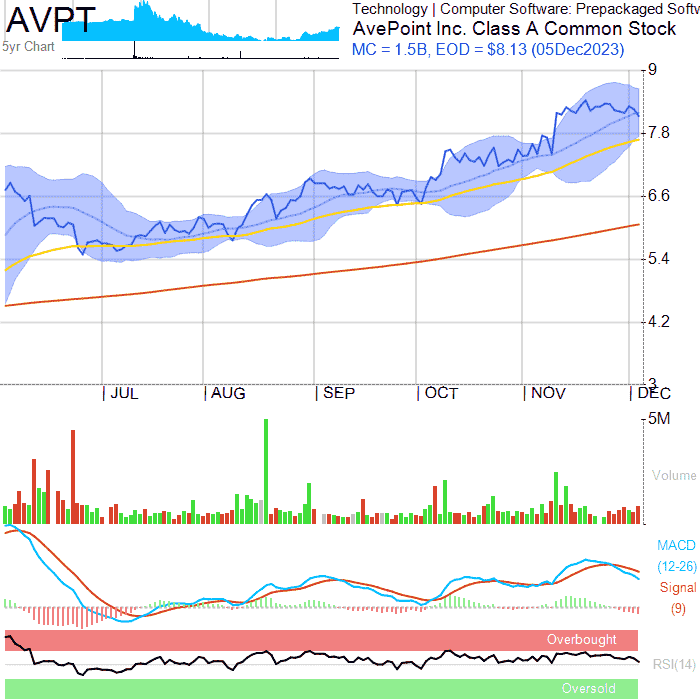 AVPT
5yr Chart
Technology | Computer Software: Prepackaged Softw
AvePoint Inc. Class A Common Stock
MC = 1.5B, EOD = $8.13 (05Dec2023)
9
7.8
6.6
5.4
4.2
3
JUL AUG SEP OCT NOV DEC
5M
Volume
MACD
(12-26)
Signal
(9)
Overbought
RSI(14)
Oversold